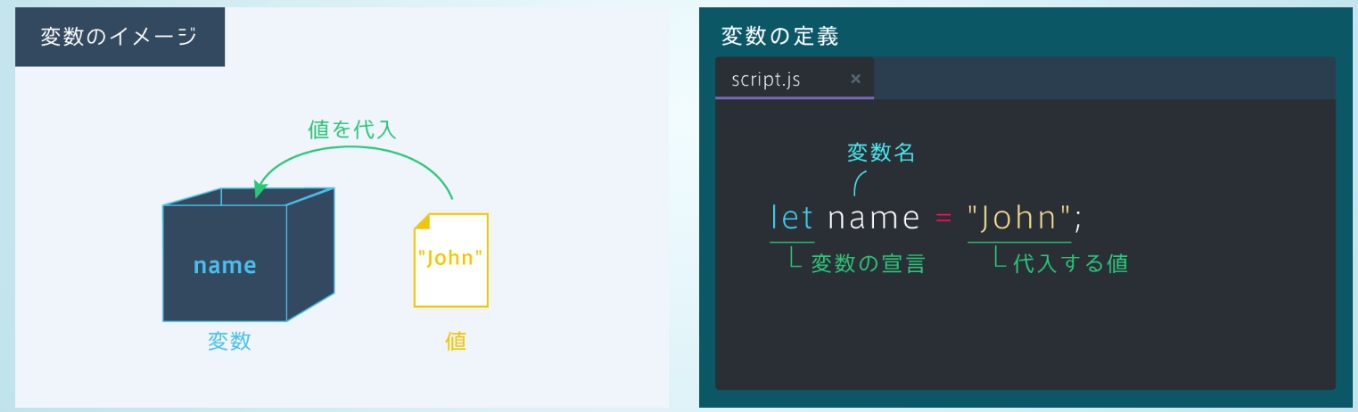 変数のイメージ
値を代入
name
"John"
変数
値
変数の定義
script.js ×
変数名
let name = "John";
変数の宣言
代入する値